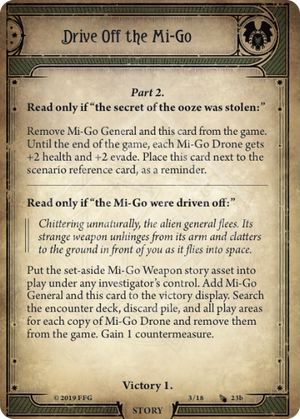 Drive Off the Mi-Go
Part 2.
Read only if “the secret of the ooze was stolen:”
Remove Mi-Go General and this card from the game.
Until the end of the game, each Mi-Go Drone gets
+2 health and +2 evade. Place this card next to the
scenario reference card, as a reminder.
Read only if “the Mi-Go were driven off:”
Chittering unnaturally, the alien general flees. Its
strange weapon unhinges from its arm and clatters
to the ground in front of you as it flies into space.
Put the set-aside Mi-Go Weapon story asset into
play under any investigator’s control. Add Mi-Go
General and this card to the victory display. Search
the encounter deck, discard pile, and all play
areas for each copy of Mi-Go Drone and remove them
from the game. Gain 1 countermeasure.
Victory 1.
© 2019 FFG 3/18 23b
STORY